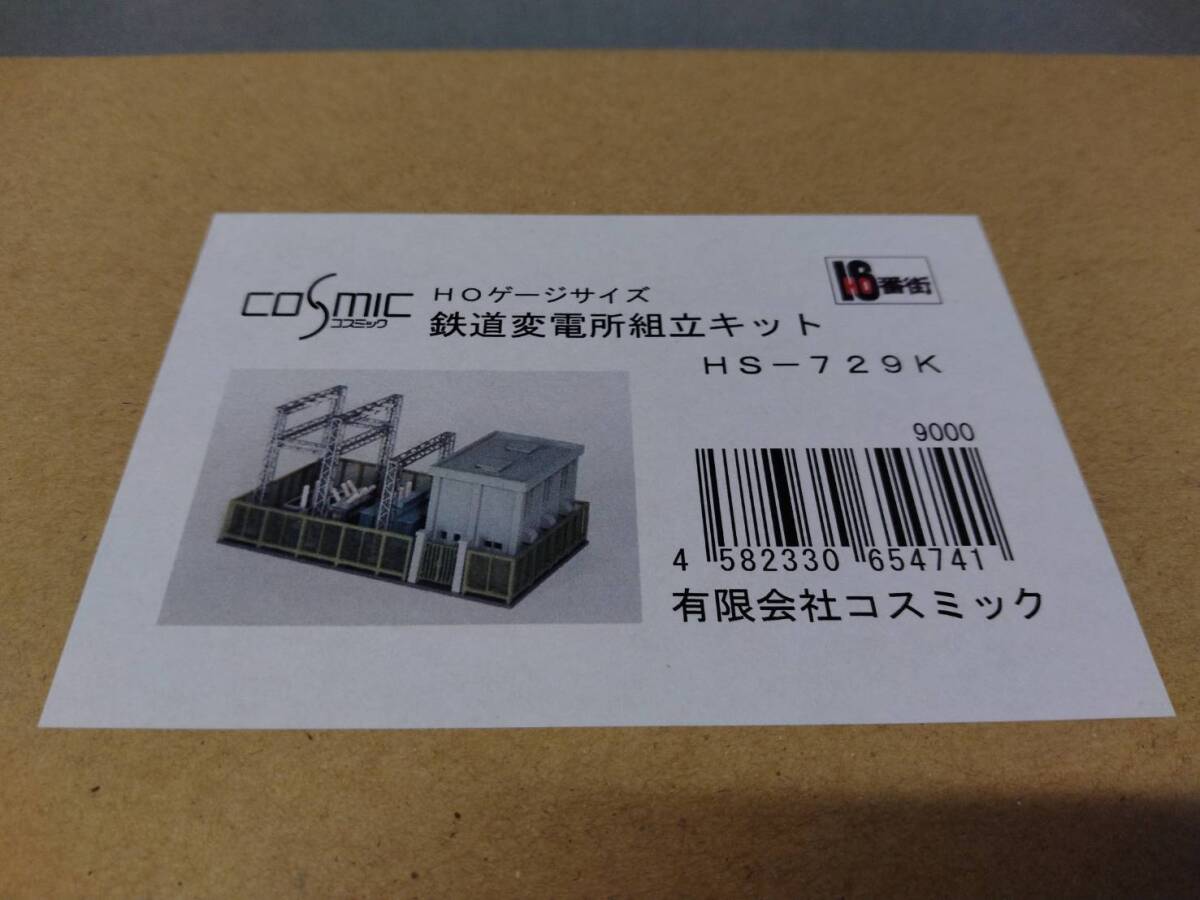 COSMIC
コスミック
HOゲージサイズ
鉄道変電所組立キット
16番街
HO
HS－729K
9000
4 582330 654741
有限会社コスミック